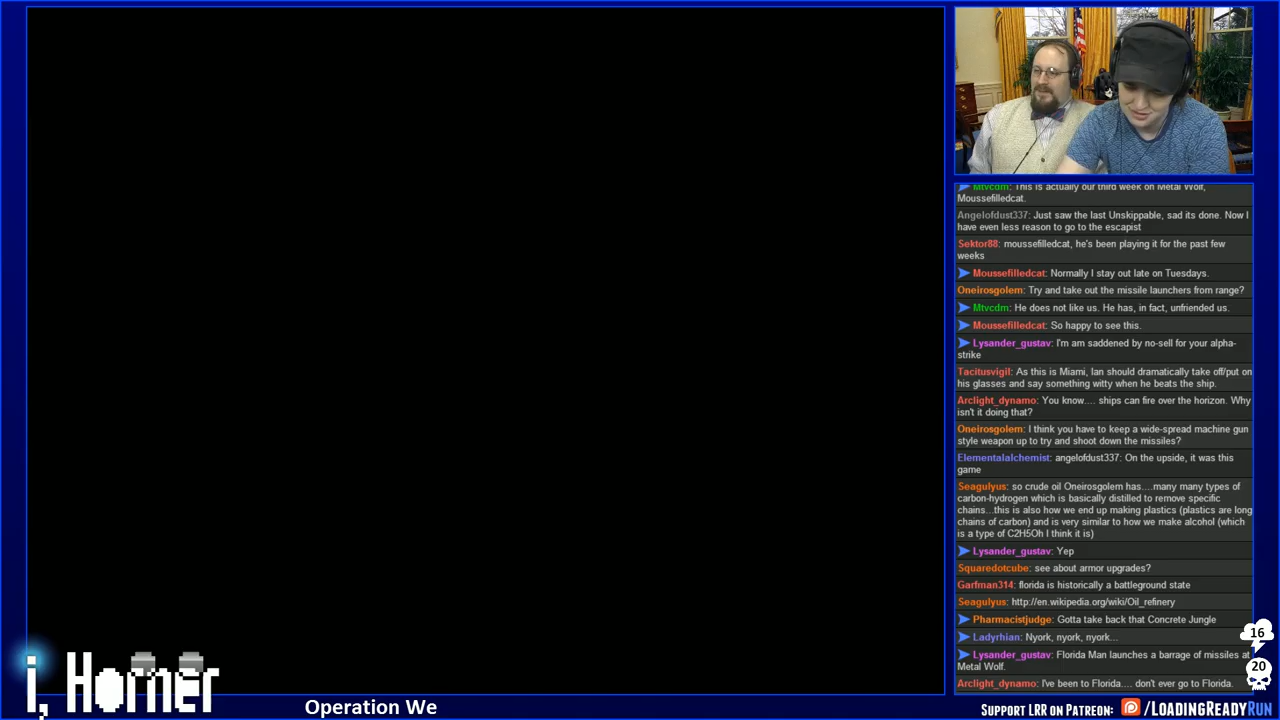 Mtvcdm: This is actually our third week on Metal Wolf,
Moussefilledcat.
Angelofdust337: Just saw the last Unskippable, sad its done. Now I
have even less reason to go to the escapist
Sektor88: moussefilledcat, he's been playing it for the past few
weeks
Moussefilledcat: Normally I stay out late on Tuesdays.
Oneirosgolem: Try and take out the missile launchers from range?
Mtvcdm: He does not like us. He has, in fact, unfriended us.
Moussefilledcat: So happy to see this.
Lysander_gustav: I'm am saddened by no-sell for your alpha-
strike
Tacitusvigil: As this is Miami, Ian should dramatically take off/put on
his glasses and say something witty when he beats the ship.
Arclight_dynamo: You know.... ships can fire over the horizon. Why
isn't it doing that?
Oneirosgolem: I think you have to keep a wide-spread machine gun
style weapon up to try and shoot down the missiles?
Elementalalchemist: angelofdust337: On the upside, it was this
game
Seagulyus: so crude oil Oneirosgolem has....many many types of
carbon-hydrogen which is basically distilled to remove specific
chains...this is also how we end up making plastics (plastics are long
chains of carbon) and is very similar to how we make alcohol (which
is a type of C2H5Oh I think it is)
Lysander_gustav: Yep
Squaredotcube: see about armor upgrades?
Garfman314: florida is historically a battleground state
Seagulyus: http://en.wikipedia.org/wiki/Oil_refinery
Pharmacistjudge: Gotta take back that Concrete Jungle
Ladyrhian: Nyork, nyork, nyork...
Lysander_gustav: Florida Man launches a barrage of missiles at
Metal Wolf.
Arclight_dynamo: I've been to Florida.... don't ever go to Florida.
16
20
i, Horner
Operation We
Support LRR on Patreon: /LoadingReadyRun